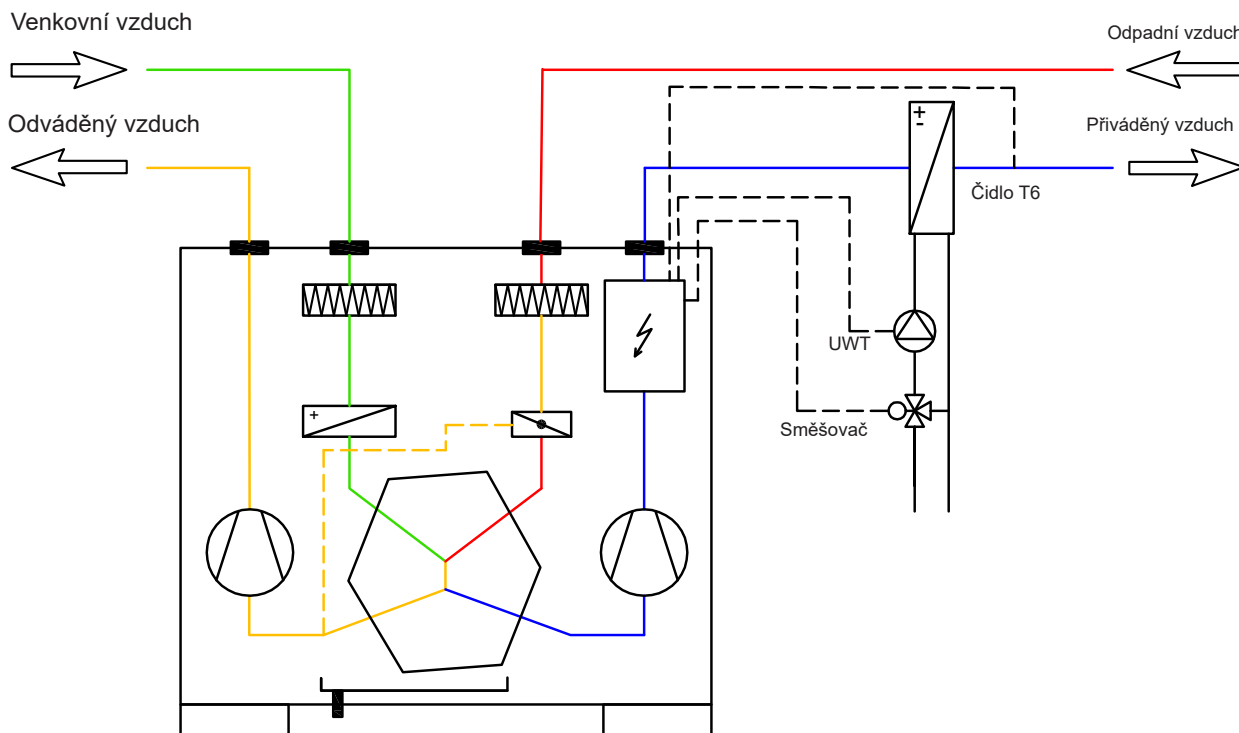 Venkovní vzduch
Odpadní vzduch
Odváděný vzduch
Přiváděný vzduch
+
-
Čidlo T6
UWT
+
Směšovač